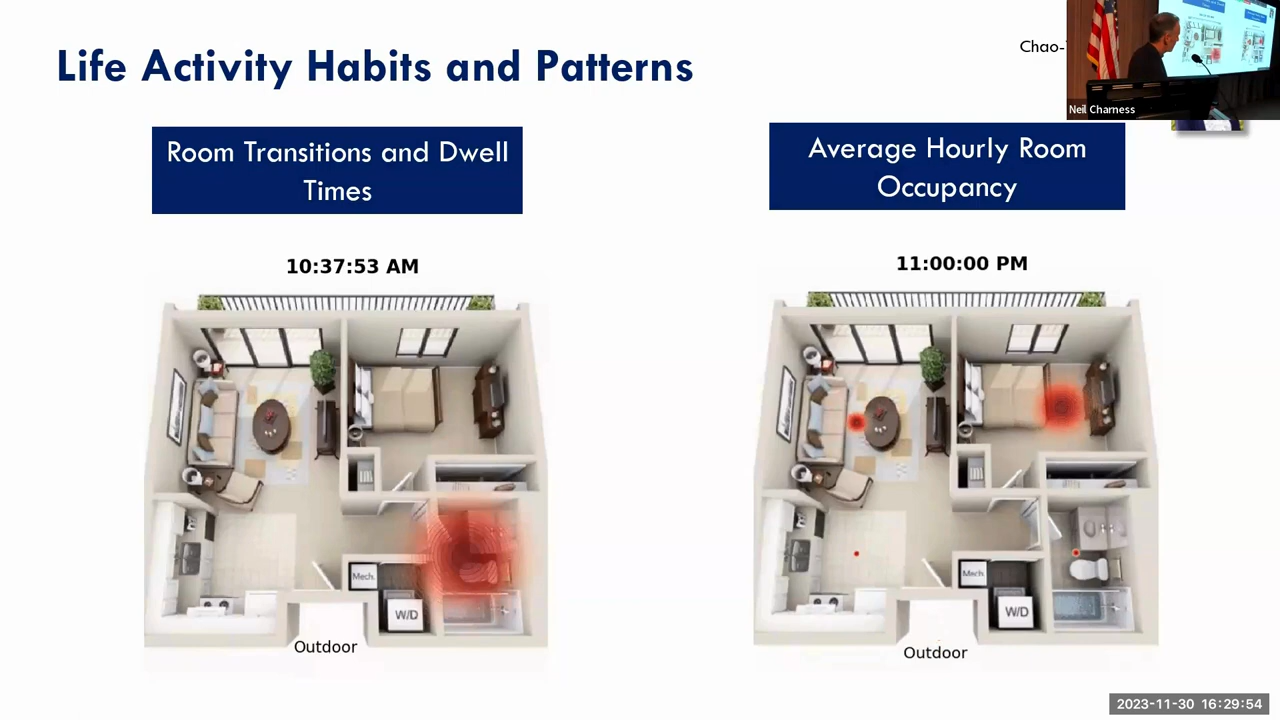 Life Activity Habits and Patterns
Chao-
Neil Charness
Room Transitions and Dwell
Times
Average Hourly Room
Occupancy
10:37:53 AM
11:00:00 PM
Mech.
W/D
Outdoor
Mech.
W/D
Outdoor
2023-11-30 16:29:54